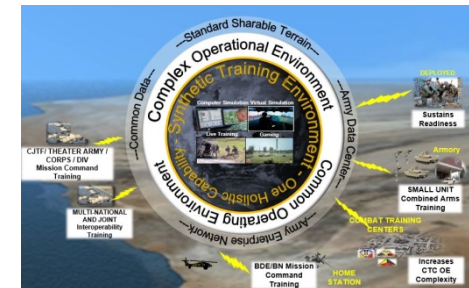 ---Standard Sharable Terrain---
Complex Operational Environment
Synthetic Training Environment - One Holistic Capability -
Computer Simulation
Virtual Simulation
Live Training
Gaming
---Common Data---
---Army Data Center---
Common Operating Environment
---Army Enterprise Network---
CJTF/ THEATER ARMY /
CORPS / DIV
Mission Command
Training
MULTI-NATIONAL
AND JOINT
Interoperability
Training
DEPLOYED
Sustains
Readiness
Armory
SMALL UNIT
Combined Arms
Training
COMBAT TRAINING
CENTERS
Increases
CTC OE
Complexity
BDE/BN Mission
Command
Training
HOME
STATION